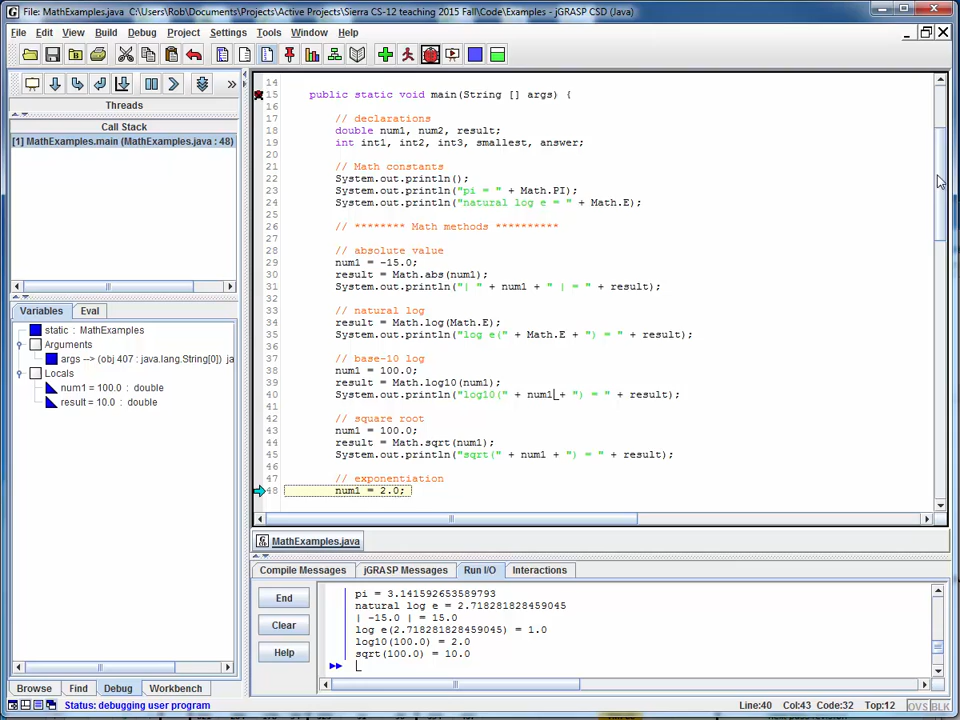 File: MathExamples.java  C:\Users\Rob\Documents\Projects\Active Projects\Sierra CS-12 teaching 2015 Fall\Code\Examples - jGRASP CSD (Java)
File Edit View Build Debug Project Settings Tools Window Help
Threads
Call Stack
[1] MathExamples.main (MathExamples.java : 48)
Variables Eval
static : MathExamples
Arguments
args --> (obj 407 : java.lang.String[0]) ja
Locals
num1 = 100.0 : double
result = 10.0 : double
Browse Find Debug Workbench
14
15 public static void main(String [] args) {
16
17 // declarations
18 double num1, num2, result;
19 int int1, int2, int3, smallest, answer;
20
21 // Math constants
22 System.out.println();
23 System.out.println("pi = " + Math.PI);
24 System.out.println("natural log e = " + Math.E);
25
26 // ******** Math methods **********
27
28 // absolute value
29 num1 = -15.0;
30 result = Math.abs(num1);
31 System.out.println("| " + num1 + " | = " + result);
32
33 // natural log
34 result = Math.log(Math.E);
35 System.out.println("log e(" + Math.E + ") = " + result);
36
37 // base-10 log
38 num1 = 100.0;
39 result = Math.log10(num1);
40 System.out.println("log10(" + num1 + ") = " + result);
41
42 // square root
43 num1 = 100.0;
44 result = Math.sqrt(num1);
45 System.out.println("sqrt(" + num1 + ") = " + result);
46
47 // exponentiation
48 num1 = 2.0;
MathExamples.java
Compile Messages jGRASP Messages Run I/O Interactions
End
Clear
Help
pi = 3.141592653589793
natural log e = 2.718281828459045
| -15.0 | = 15.0
log e(2.718281828459045) = 1.0
log10(100.0) = 2.0
sqrt(100.0) = 10.0
Status: debugging user program
Line:40 Col:43 Code:32 Top:12 OVS BLK